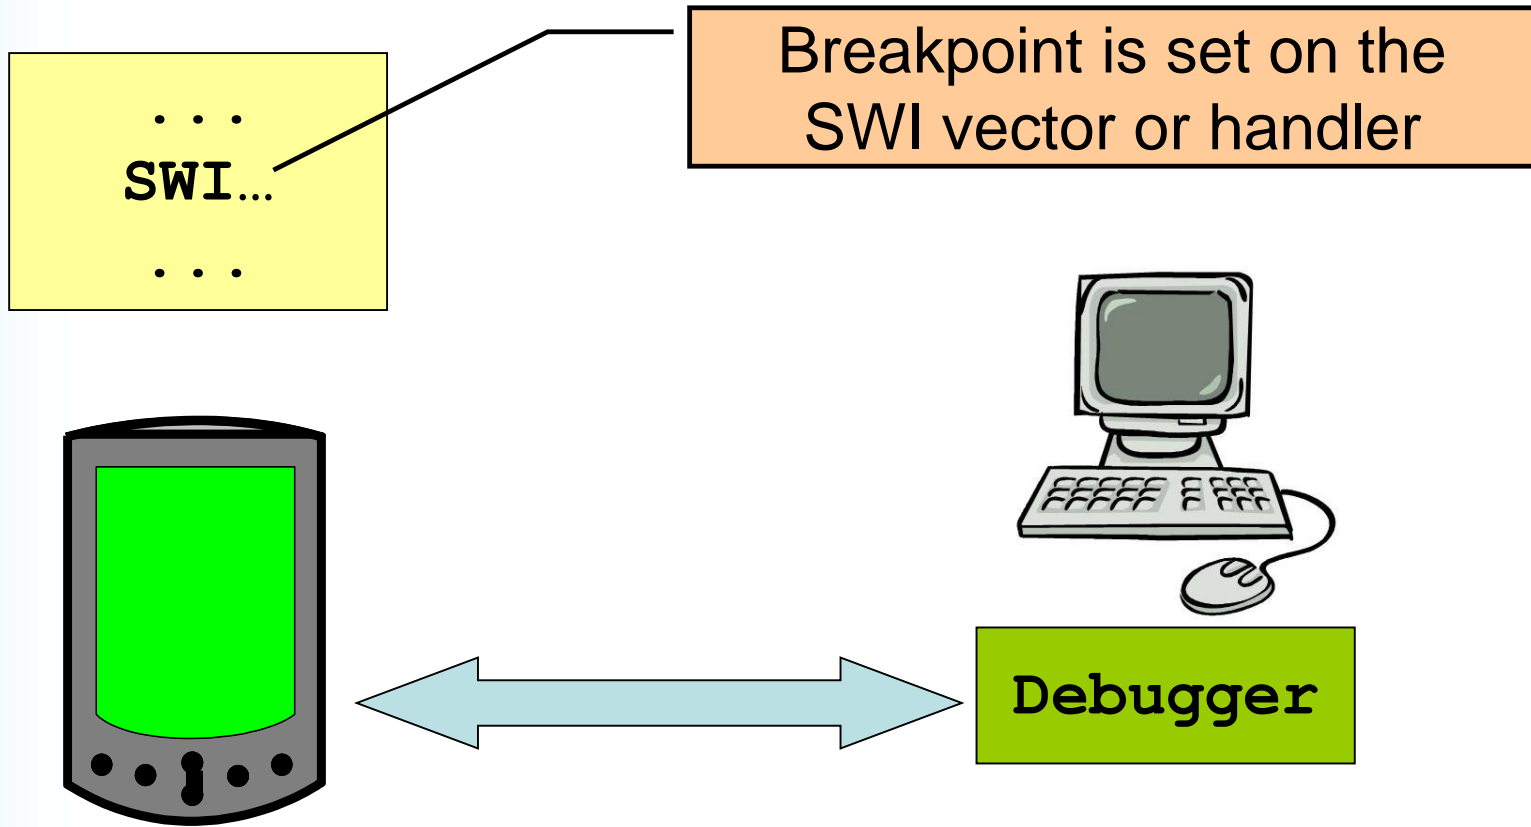 Breakpoint is set on the
SWI vector or handler
. . .
SWI…
. . .
Debugger